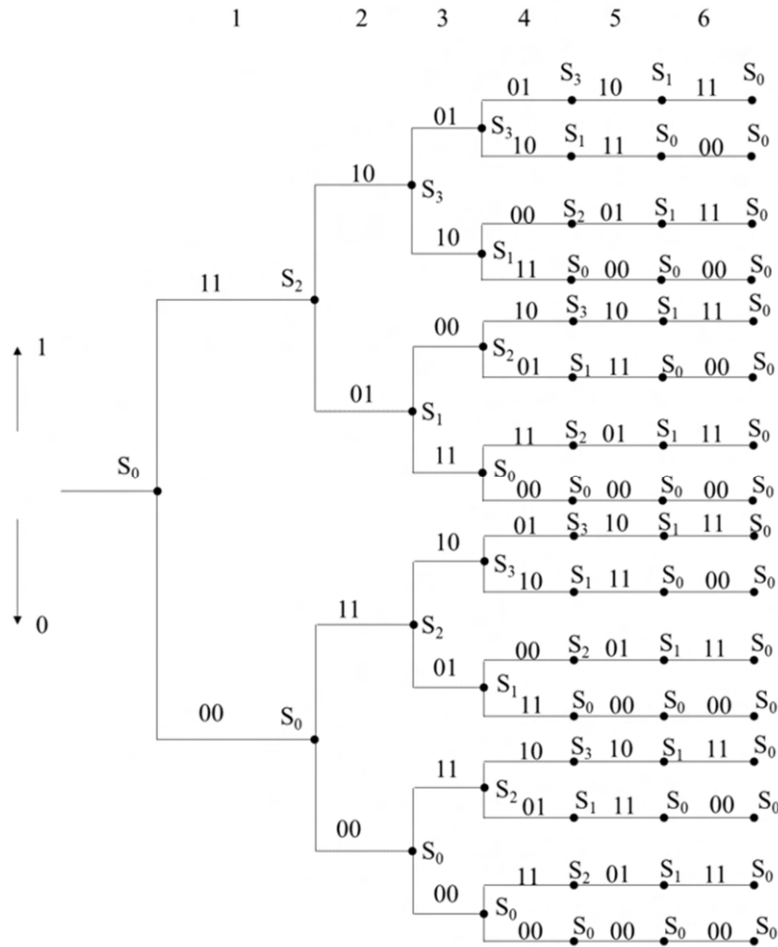 1 2 3 4 5 6
01 S₃ 10 S₁ 11 S₀
01 S₃
10 S₁ 11 S₀ 00 S₀
10 S₃
00 S₂ 01 S₁ 11 S₀
10 S₁
11 S₀ 00 S₀ 00 S₀
11 S₂
10 S₃ 10 S₁ 11 S₀
00 S₂
1
01 S₁ 11 S₀ 00 S₀
01 S₁
11 S₂ 01 S₁ 11 S₀
11 S₀
S₀
00 S₀ 00 S₀ 00 S₀
01 S₃ 10 S₁ 11 S₀
10 S₃
10 S₁ 11 S₀ 00 S₀
11 S₂
0
00 S₂ 01 S₁ 11 S₀
01 S₁
11 S₀ 00 S₀ 00 S₀
00 S₀
10 S₃ 10 S₁ 11 S₀
11 S₂
01 S₁ 11 S₀ 00 S₀
00 S₀
11 S₂ 01 S₁ 11 S₀
00 S₀
00 S₀ 00 S₀ 00 S₀